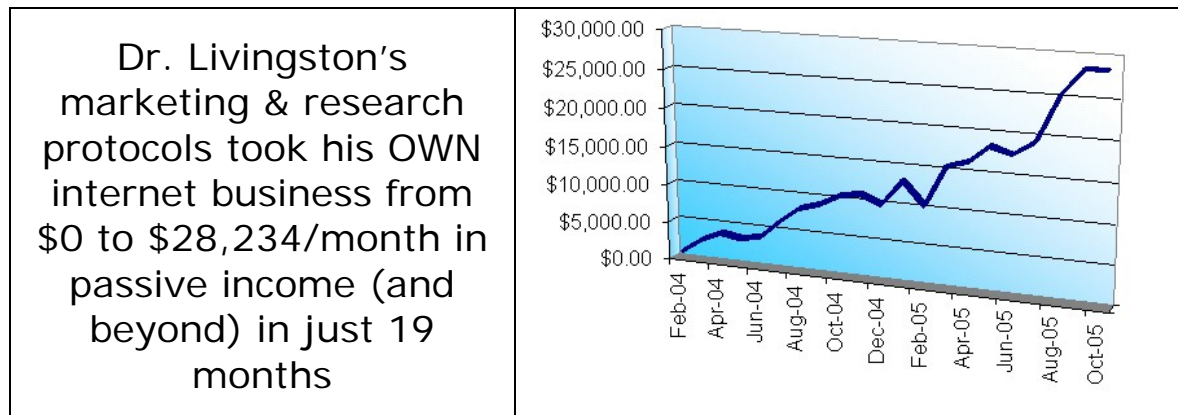 Dr. Livingston's
marketing & research
protocols took his OWN
internet business from
$0 to $28,234/month in
passive income (and
beyond) in just 19
months
$30,000.00
$25,000.00
$20,000.00
$15,000.00
$10,000.00
$5,000.00
$0.00
Feb-04
Apr-04
Jun-04
Aug-04
Oct-04
Dec-04
Feb-05
Apr-05
Jun-05
Aug-05
Oct-05